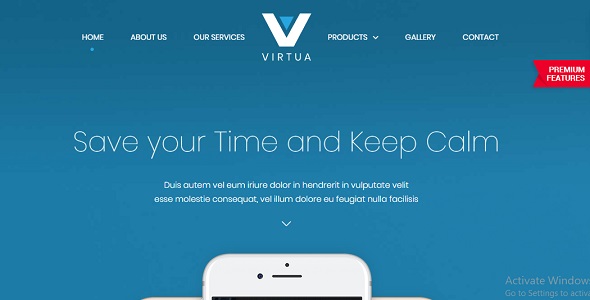 HOME
ABOUT US
OUR SERVICES
VIRTUA
PRODUCTS
GALLERY
CONTACT
PREMIUM
FEATURES
Save your Time and Keep Calm
Duis autem vel eum iriure dolor in hendrerit in vulputate velit
esse molestie consequat, vel illum dolore eu feugiat nulla facilisis
Activate Windows
Go to Settings to activ